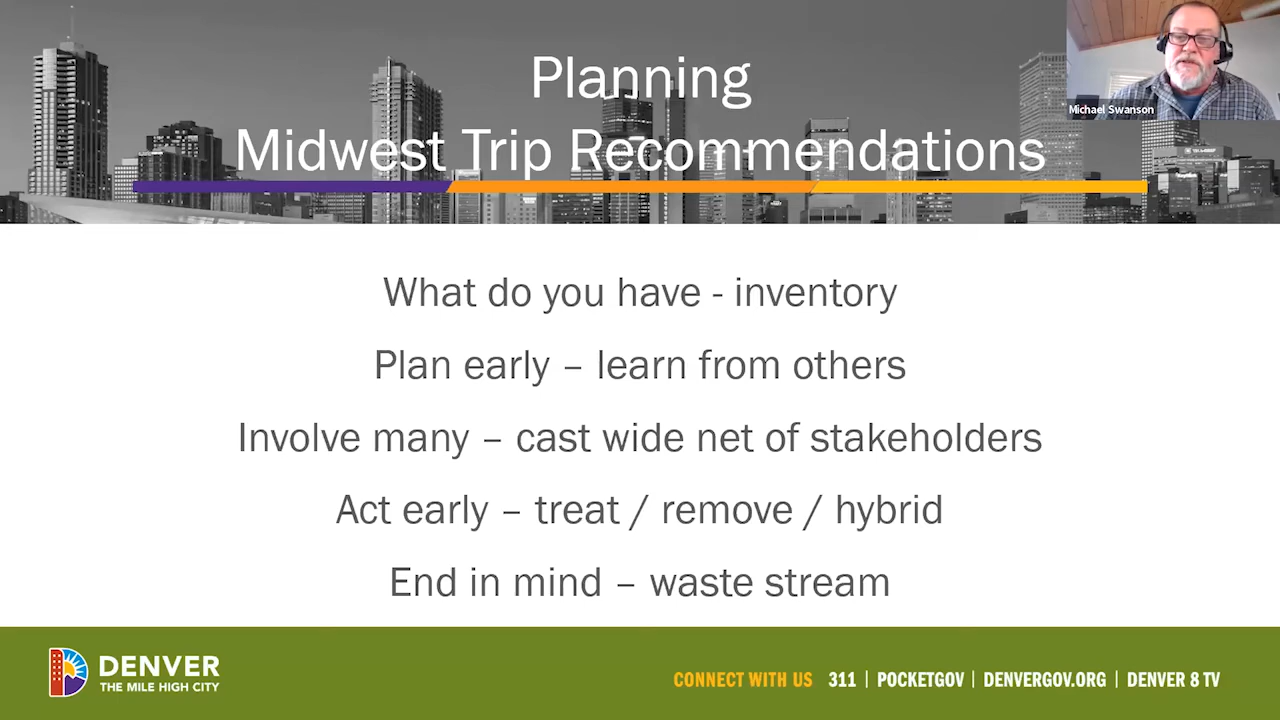 Planning
Midwest Trip Recommendations
Michael Swanson
What do you have - inventory
Plan early – learn from others
Involve many – cast wide net of stakeholders
Act early – treat / remove / hybrid
End in mind – waste stream
DENVER
THE MILE HIGH CITY
CONNECT WITH US 311 | POCKETGOV | DENVERGOV.ORG | DENVER 8 TV